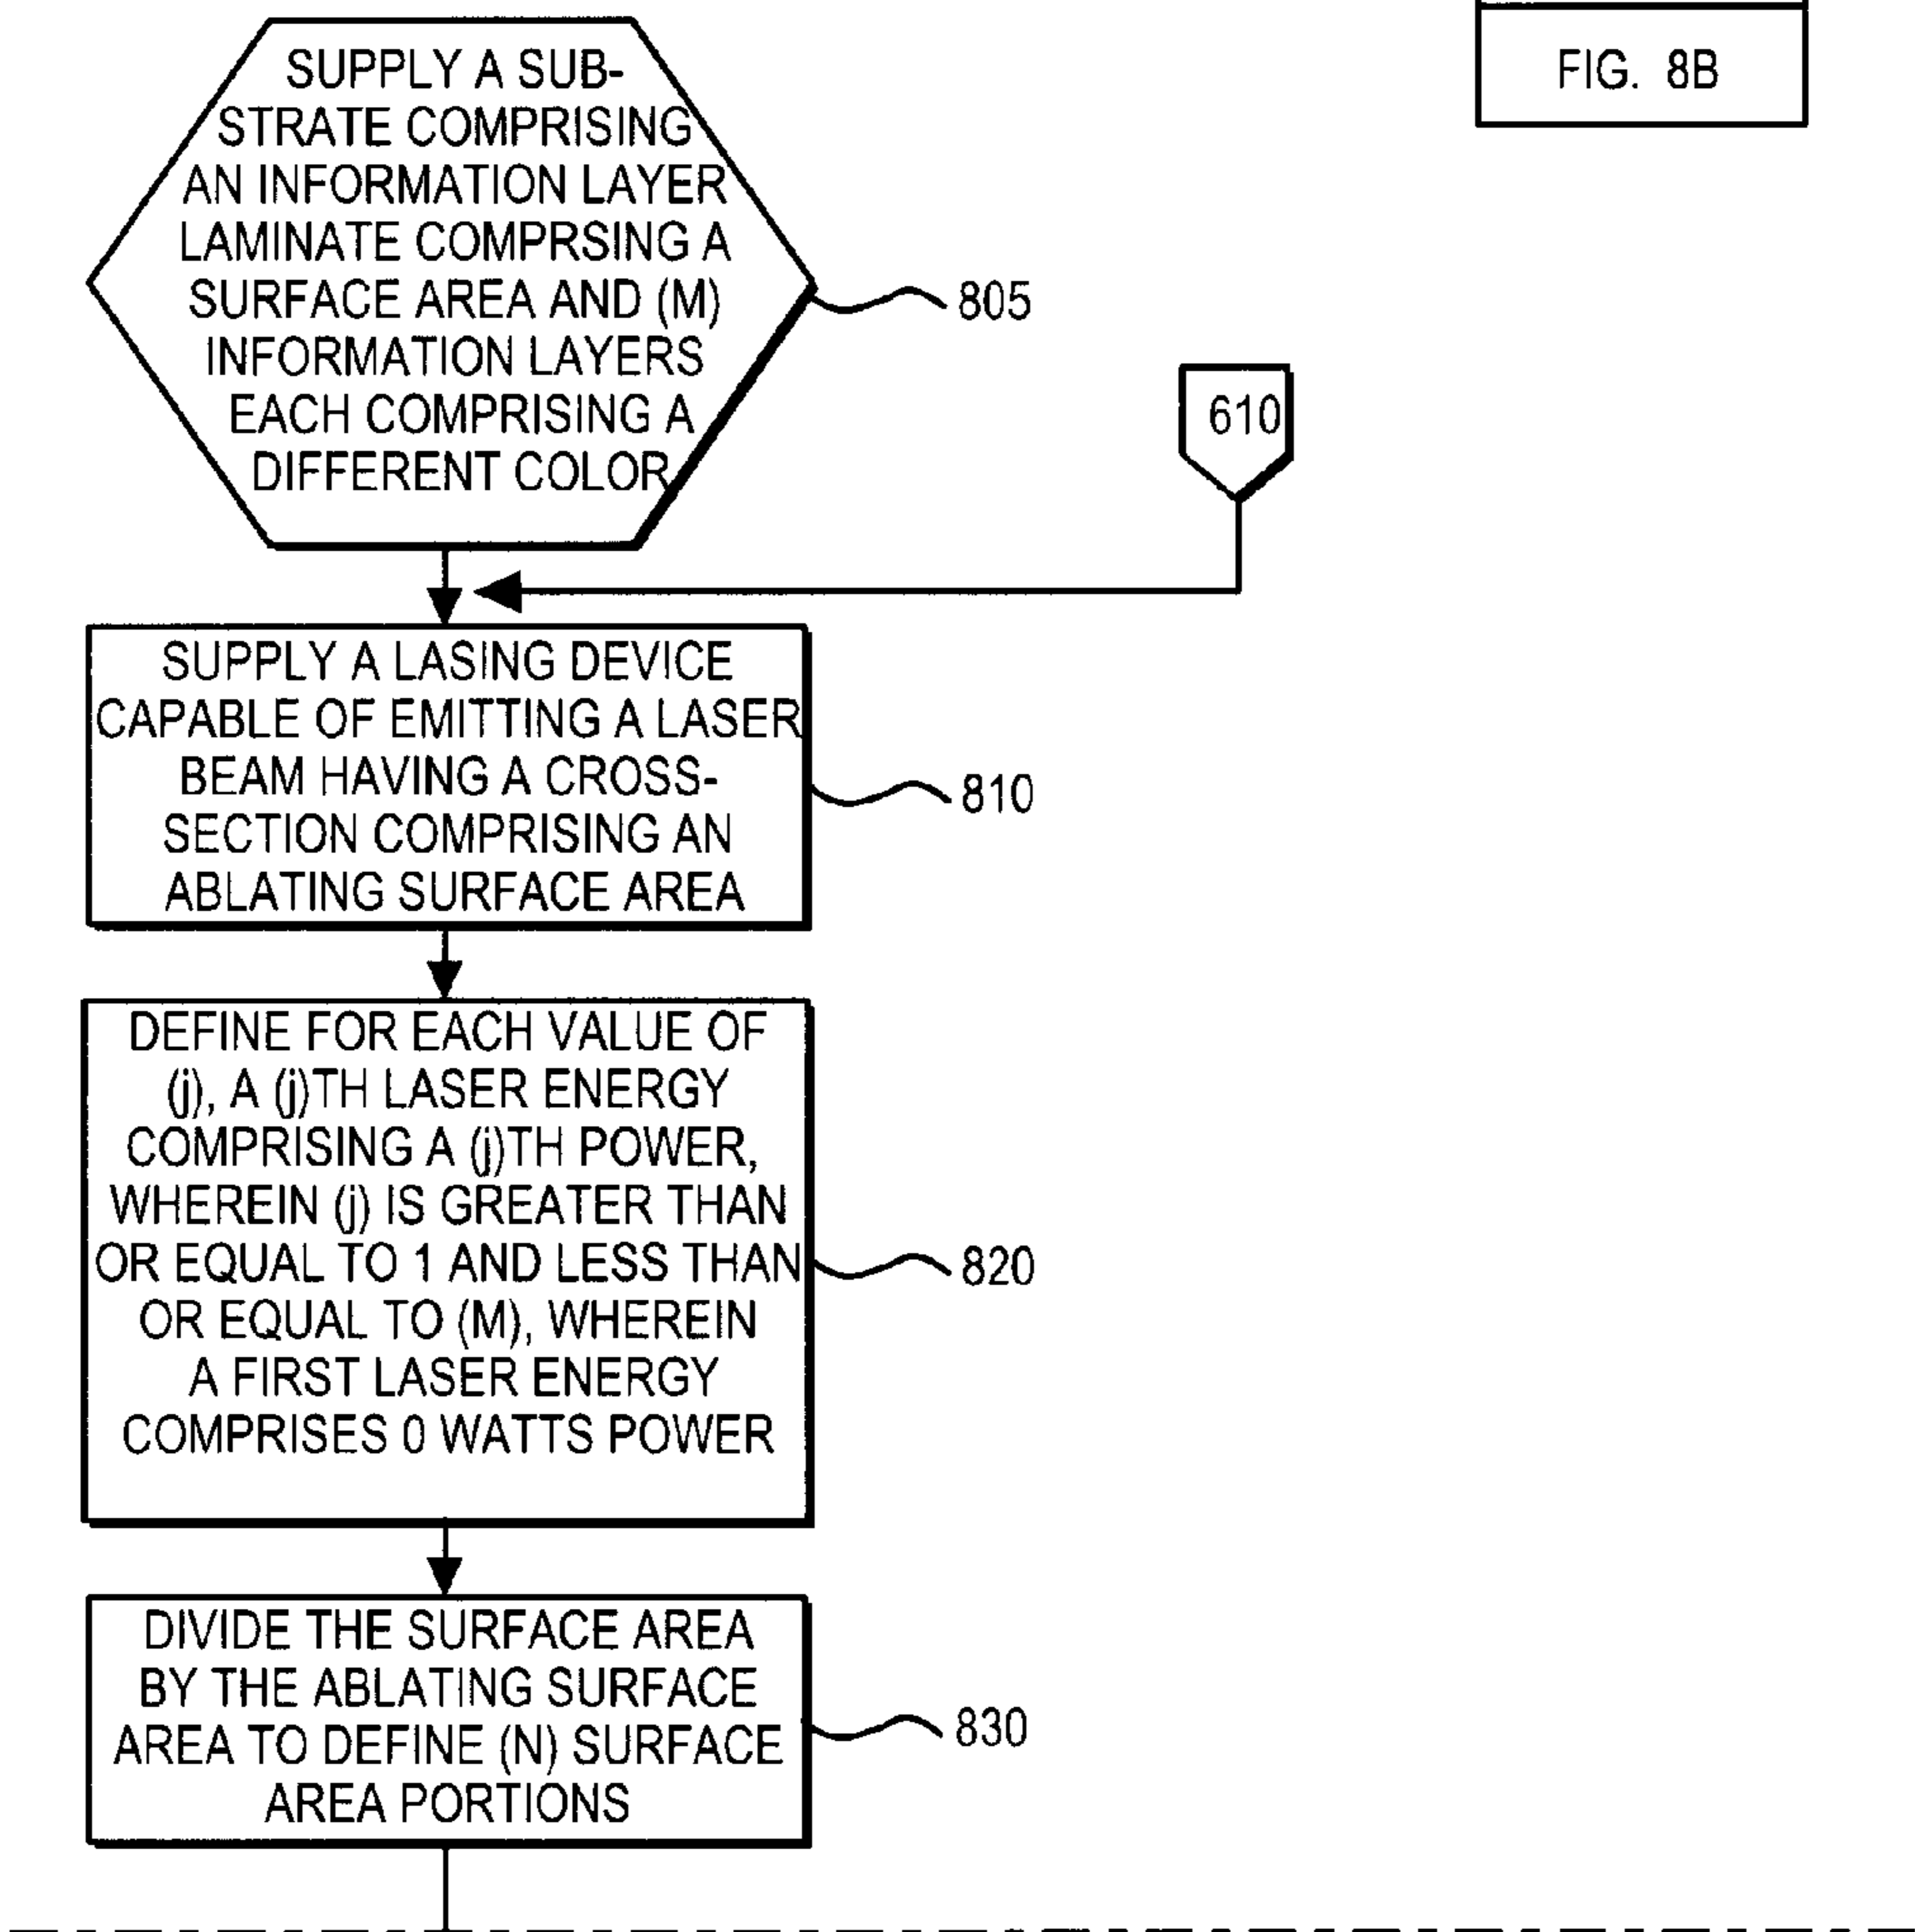 SUPPLY A SUB-
STRATE COMPRISING
AN INFORMATION LAYER
LAMINATE COMPRSING A
SURFACE AREA AND (M)
INFORMATION LAYERS
EACH COMPRISING A
DIFFERENT COLOR
805
FIG. 8B
610
SUPPLY A LASING DEVICE
CAPABLE OF EMITTING A LASER
BEAM HAVING A CROSS-
SECTION COMPRISING AN
ABLATING SURFACE AREA
810
DEFINE FOR EACH VALUE OF
(j), A (j)TH LASER ENERGY
COMPRISING A (j)TH POWER,
WHEREIN (j) IS GREATER THAN
OR EQUAL TO 1 AND LESS THAN
OR EQUAL TO (M), WHEREIN
A FIRST LASER ENERGY
COMPRISES 0 WATTS POWER
820
DIVIDE THE SURFACE AREA
BY THE ABLATING SURFACE
AREA TO DEFINE (N) SURFACE
AREA PORTIONS
830